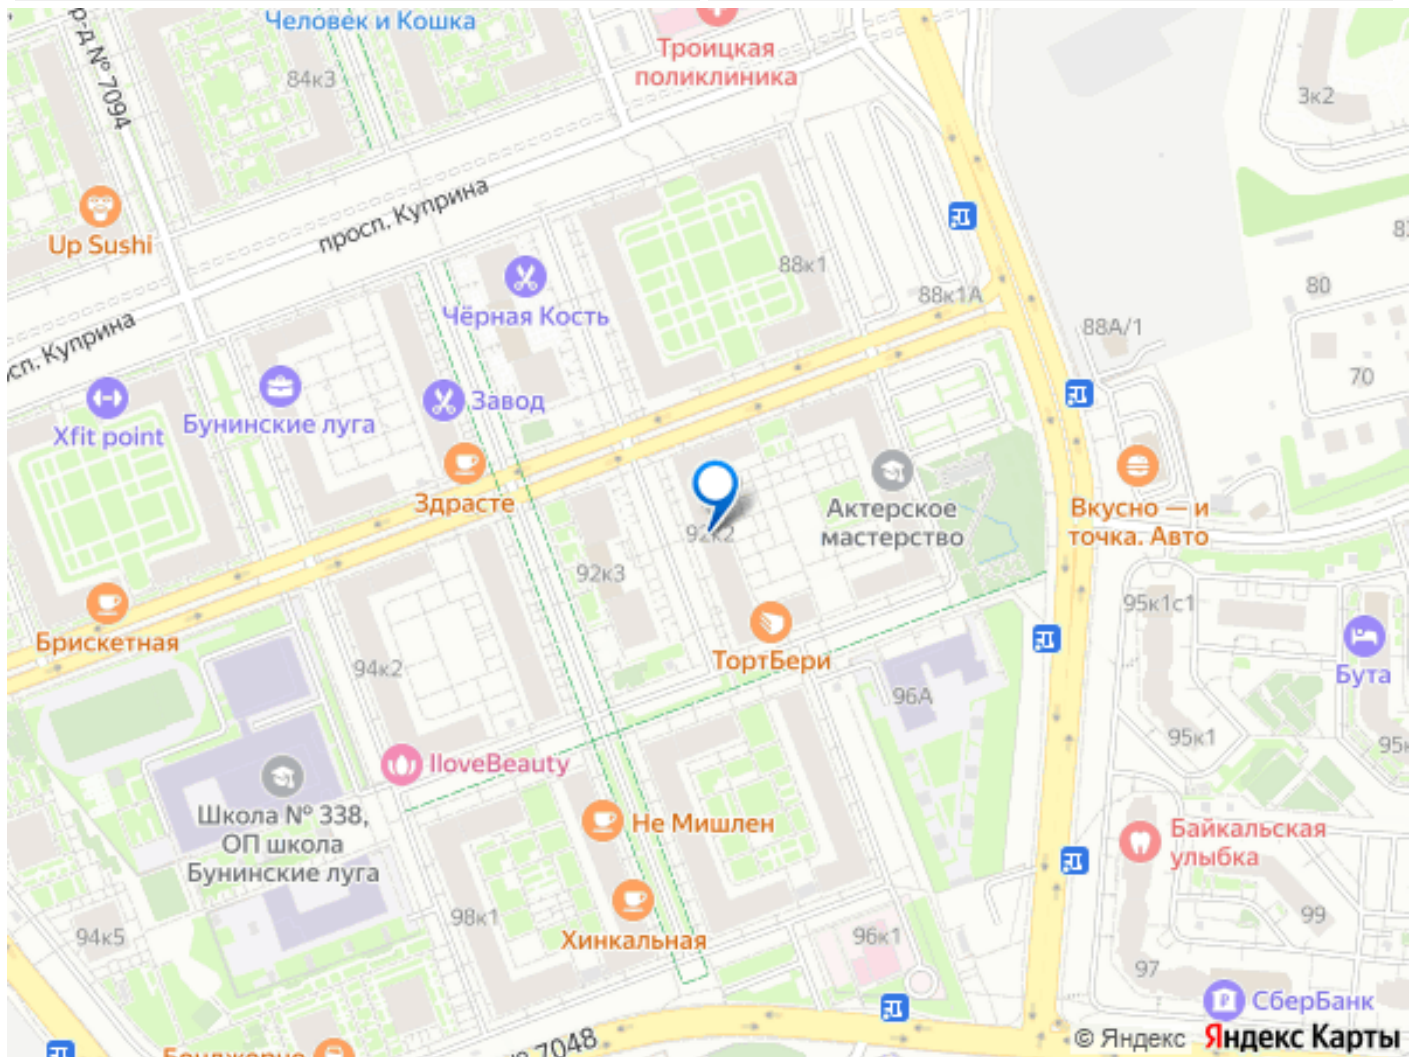 Человек и Кошка
Троицкая
поликлиника
р-д № 7094
84к3
3к2
Up Sushi
просп. Куприна
88к1
88к1А
80
Чёрная Кость
88А/1
70
Xfit point
Бунинские луга
Завод
Здрасте
Актерское
мастерство
Вкусно — и
точка. Авто
92к2
92к3
Брискетная
95к1с1
94к2
ТортБери
96А
Бута
95к1
IloveBeauty
Школа № 338,
ОП школа
Бунинские луга
Не Мишлен
Байкальская
улыбка
98к1
94к5
Хинкальная
96к1
99
97
СберБанк
7048
© Яндекс Яндекс Карты